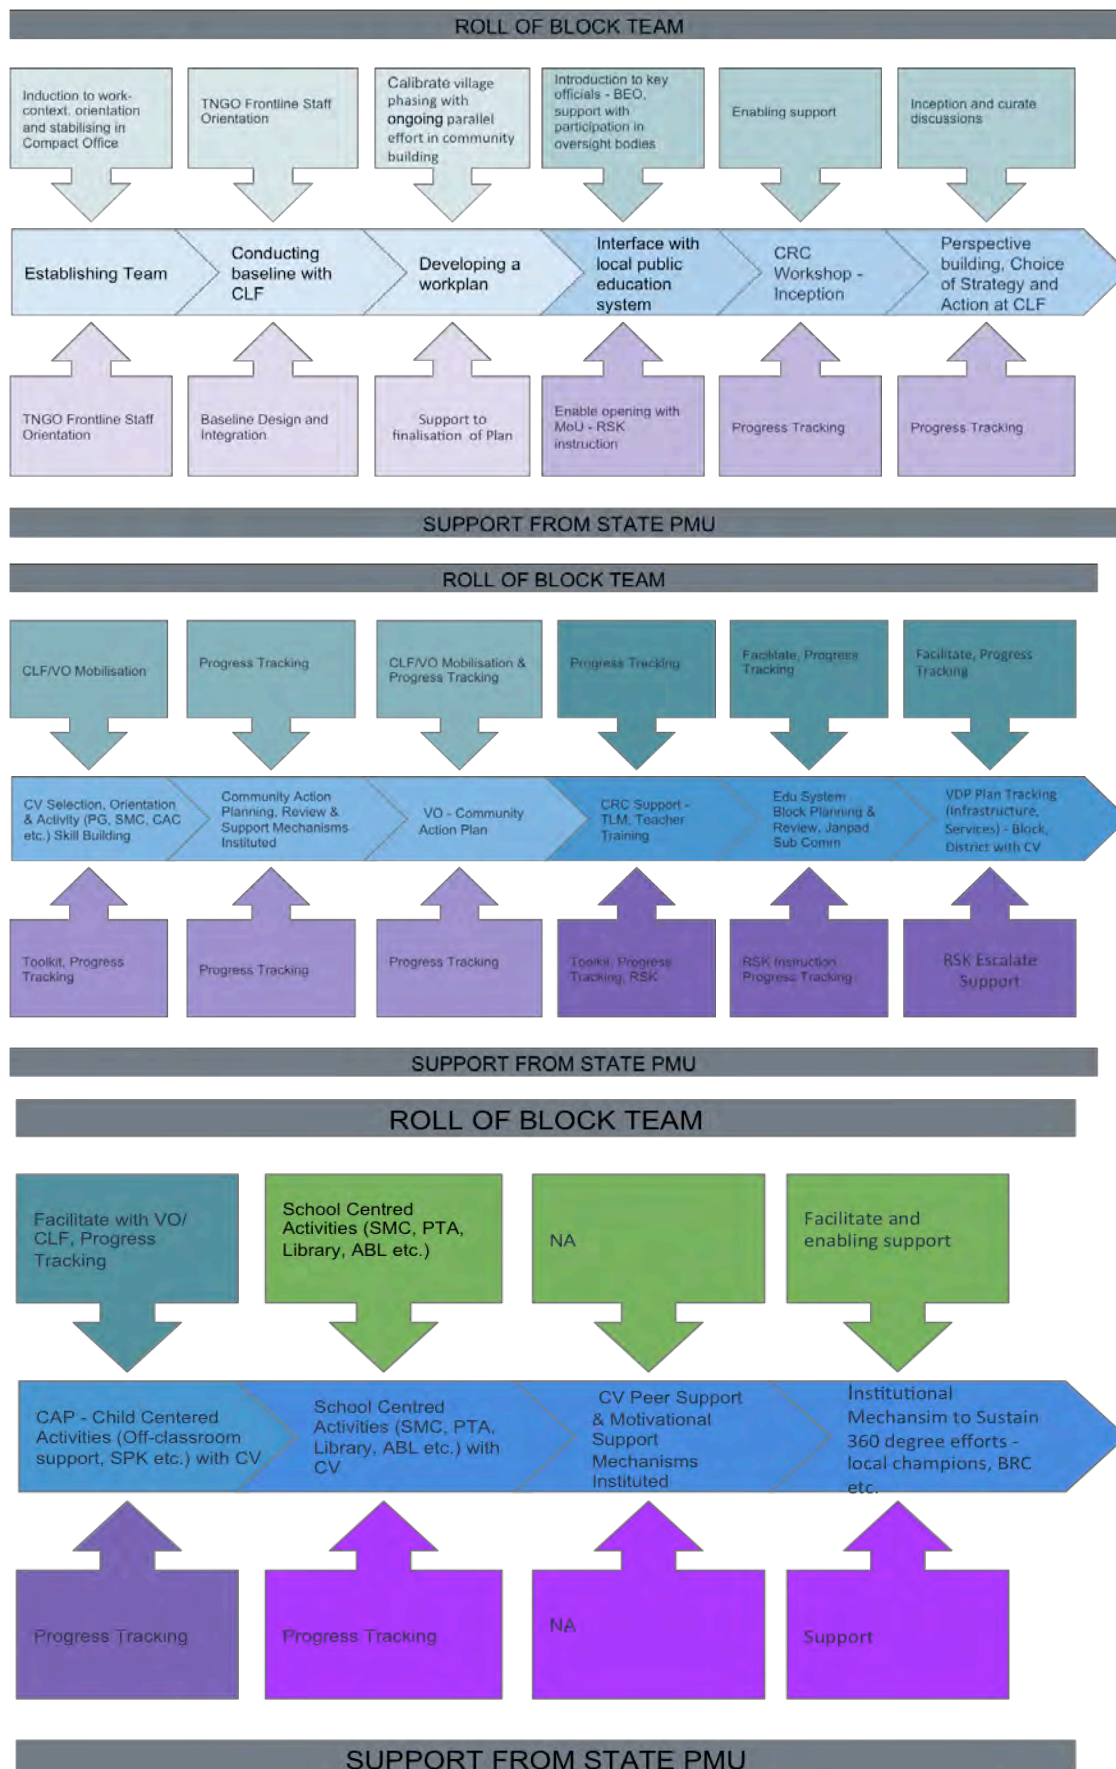 ROLL OF BLOCK TEAM
Induction to work-
context, orientation
and stabilising in
Compact Office
TNGO Frontline Staff
Orientation
Calibrate village
phasing with
ongoing parallel
effort in community
building
Introduction to key
officials - BEO,
support with
participation in
oversight bodies
Enabling support
Inception and curate
discussions
Establishing Team
Conducting
baseline with
CLF
Developing a
workplan
Interface with
local public
education
system
CRC
Workshop -
Inception
Perspective
building, Choice
of Strategy and
Action at CLF
TNGO Frontline Staff
Orientation
Baseline Design and
Integration
Support to
finalisation of Plan
Enable opening with
MoU - RSK
instruction
Progress Tracking
Progress Tracking
SUPPORT FROM STATE PMU
ROLL OF BLOCK TEAM
CLF/VO Mobilisation
Progress Tracking
CLF/VO Mobilisation &
Progress Tracking
Progress Tracking
Facilitate, Progress
Tracking
Facilitate, Progress
Tracking
CV Selection, Orientation
& Activity (PG, SMC, CAC
etc.) Skill Building
Community Action
Planning, Review &
Support Mechanisms
Instituted
VO - Community
Action Plan
CRC Support -
TLM, Teacher
Training
Edu System
Block Planning &
Review, Janpad
Sub Comm
VDP Plan Tracking
(Infrastructure,
Services) - Block,
District with CV
Toolkit, Progress
Tracking
Progress Tracking
Progress Tracking
Toolkit, Progress
Tracking, RSK
RSK Instruction
Progress Tracking
RSK Escalate
Support
SUPPORT FROM STATE PMU
ROLL OF BLOCK TEAM
Facilitate with VO/
CLF, Progress
Tracking
School Centred
Activities (SMC, PTA,
Library, ABL etc.)
NA
Facilitate and
enabling support
CAP - Child Centered
Activities (Off-classroom
support, SPK etc.) with CV
School Centred
Activities (SMC, PTA,
Library, ABL etc.) with
CV
CV Peer Support
& Motivational
Support
Mechanisms
Instituted
Institutional
Mechansim to Sustain
360 degree efforts -
local champions, BRC
etc.
Progress Tracking
Progress Tracking
NA
Support
SUPPORT FROM STATE PMU